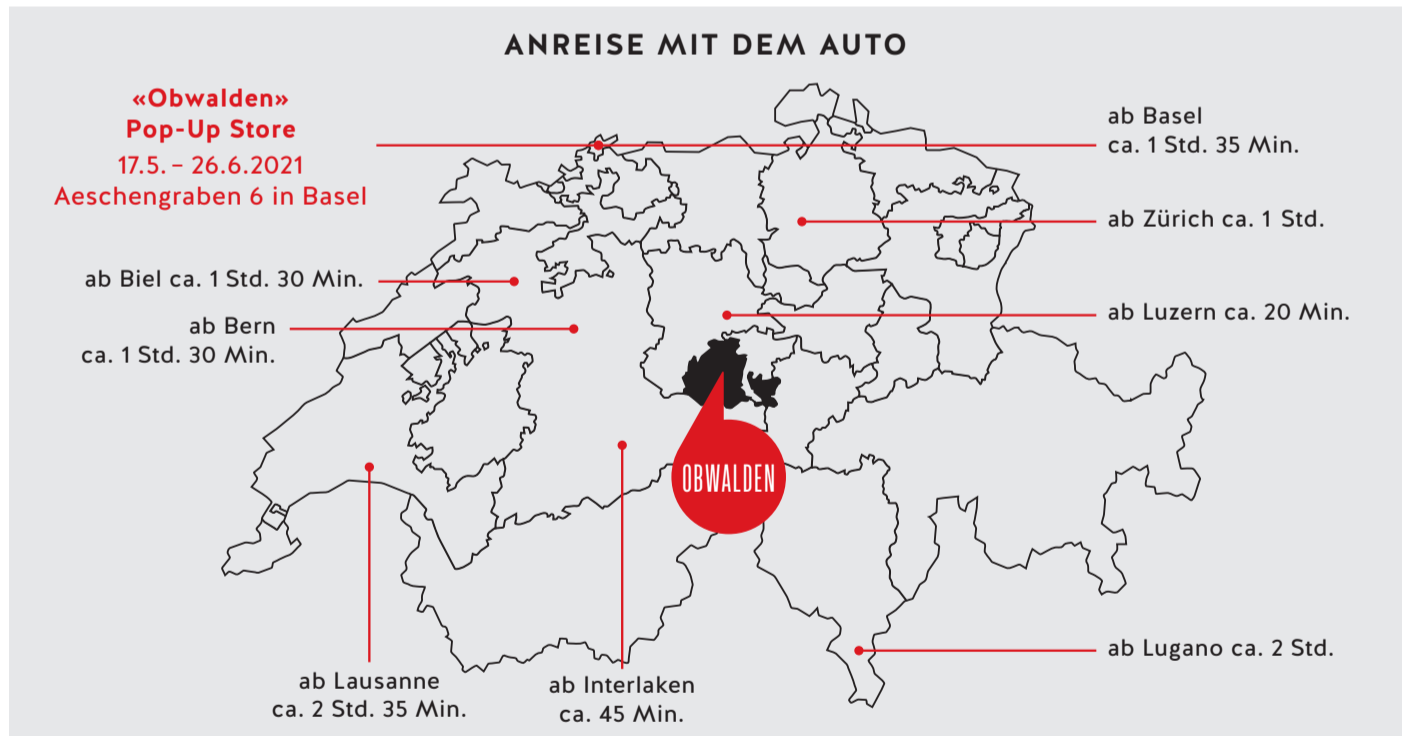 ANREISE MIT DEM AUTO
«Obwalden»
Pop-Up Store
17.5. – 26.6.2021
Aeschengraben 6 in Basel
ab Basel
ca. 1 Std. 35 Min.
ab Zürich ca. 1 Std.
ab Biel ca. 1 Std. 30 Min.
ab Luzern ca. 20 Min.
ab Bern
ca. 1 Std. 30 Min.
OBWALDEN
ab Lugano ca. 2 Std.
ab Lausanne
ca. 2 Std. 35 Min.
ab Interlaken
ca. 45 Min.